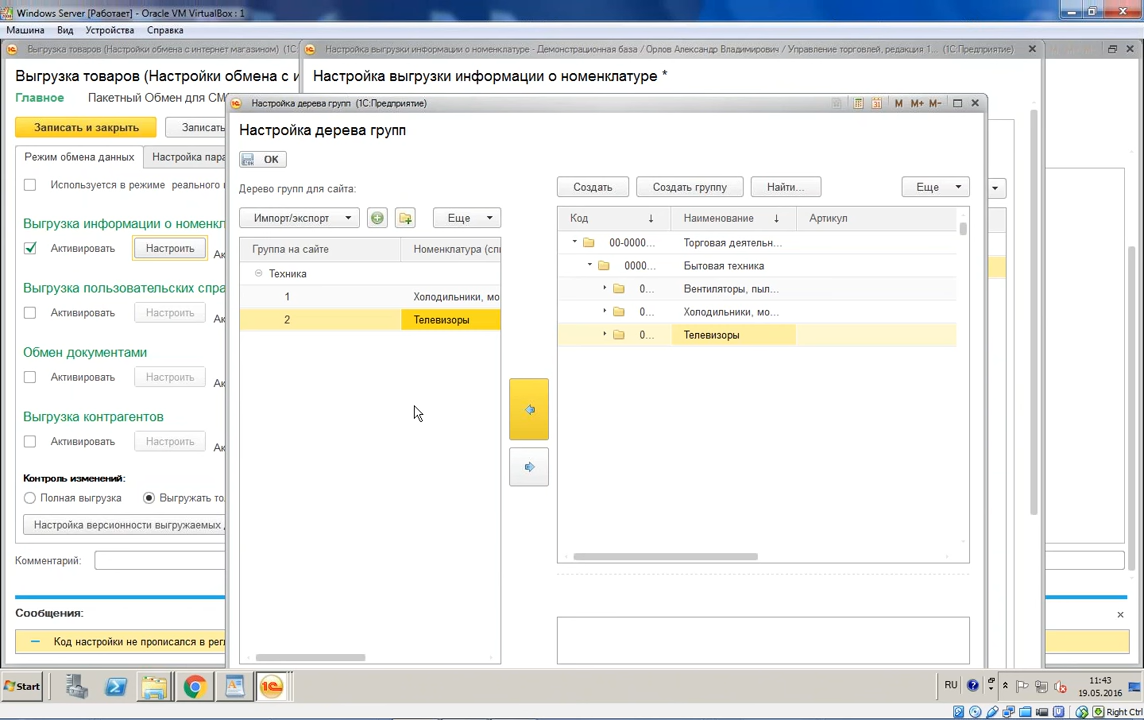 Windows Server [Работает] - Oracle VM VirtualBox : 1
Машина Вид Устройства Справка
Выгрузка товаров (Настройки обмена с интернет магазином) (1С
Настройка выгрузки информации о номенклатуре - Демонстрационная база / Орлов Александр Владимирович / Управление торговлей, редакция 1... (1С:Предприятие)
Выгрузка товаров (Настройки обмена с и
Настройка выгрузки информации о номенклатуре *
Главное Пакетный Обмен для СМ
Настройка дерева групп (1С:Предприятие)
M M+ M-
Записать и закрыть
Записать
Настройка дерева групп
OK
Режим обмена данных
Настройка пара
Используется в режиме реального
Дерево групп для сайта:
Создать
Создать группу
Найти...
Еще
Импорт/экспорт
Еще
Код
Наименование
Артикул
Выгрузка информации о номенкл
Активировать
Настроить
Ак
Группа на сайте
Номенклатура (спи
Техника
1 Холодильники, мо
2 Телевизоры
00-0000... Торговая деятельн...
0000... Бытовая техника
0... Вентиляторы, пыл...
0... Холодильники, мо...
0... Телевизоры
Выгрузка пользовательских спра
Активировать
Настроить
Ак
Обмен документами
Активировать
Настроить
Ак
Выгрузка контрагентов
Активировать
Настроить
Ак
Контроль изменений:
Полная выгрузка
Выгружать то
Настройка версионности выгружаемых д
Комментарий:
Сообщения:
Код настройки не прописался в рег
Start
RU
11:43
19.05.2016
Right Ctrl